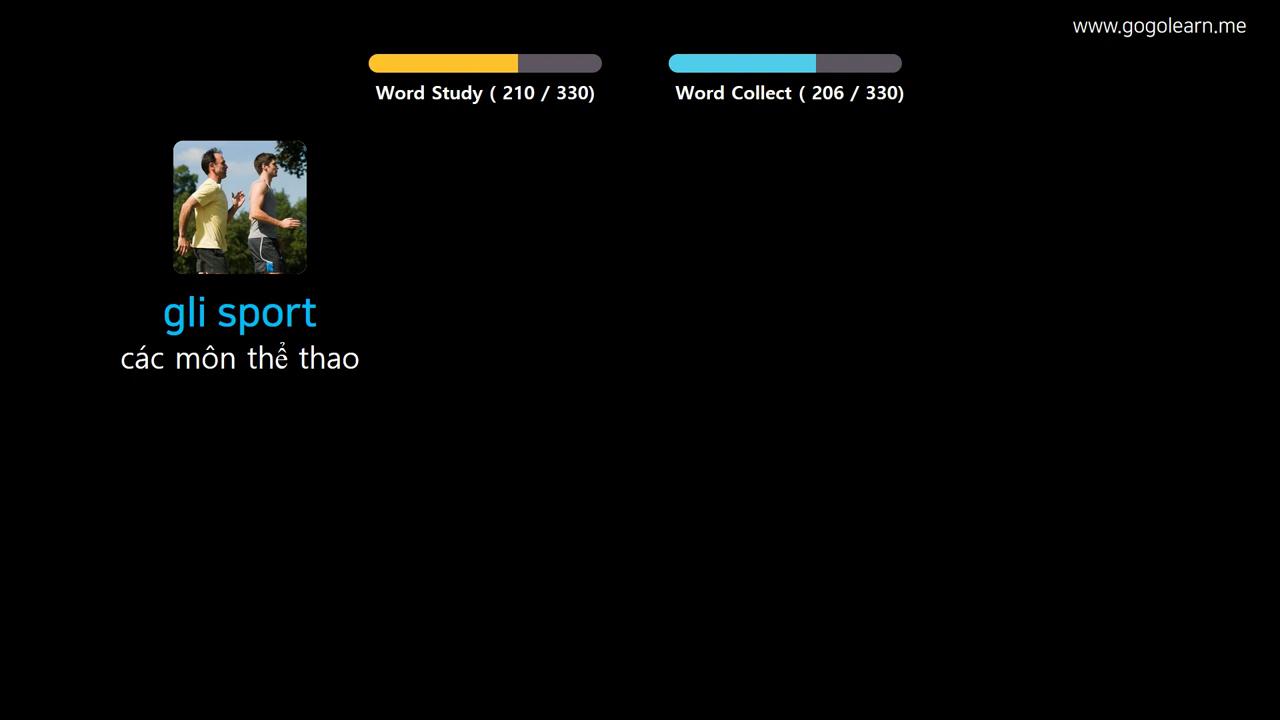 www.gogolearn.me
Word Study ( 210 / 330)
Word Collect ( 206 / 330)
gli sport
các môn thể thao